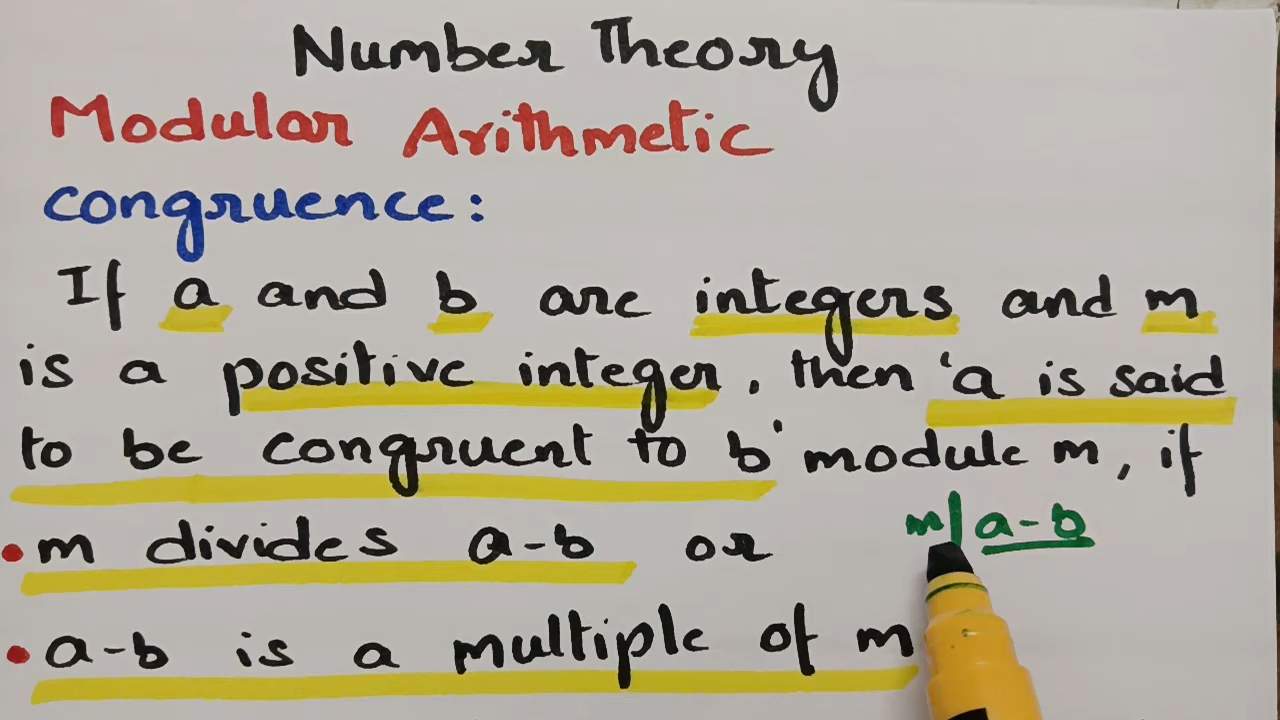 Number Theory
Modular Arithmetic
Congruence:
If a and b are integers and m
is a positive integer, then 'a is said
to be congruent to b' module m, if
• m divides a-b or
m|a-b
• a-b is a multiple of m